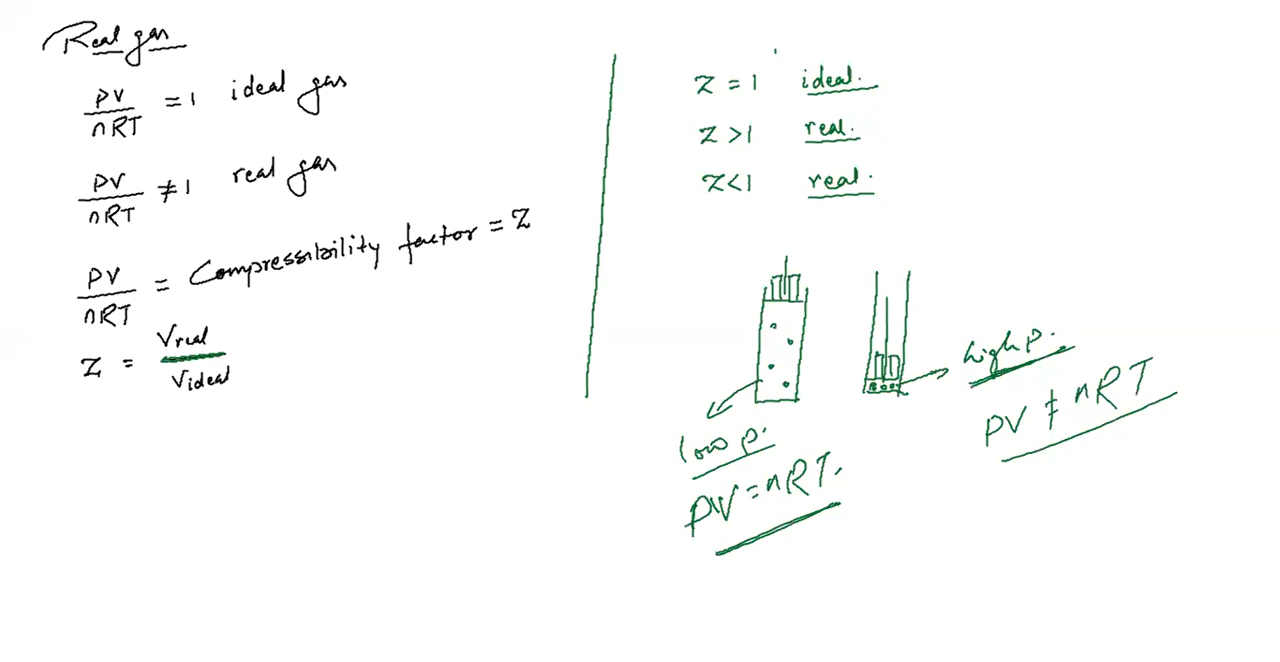 Real gas
PV/nRT = 1 ideal gas
PV/nRT ≠ 1 real gas
PV/nRT = Compressibility factor = Z
Z = Vreal/Videal
Z = 1 ideal.
Z > 1 real.
Z < 1 real.
high p.
PV ≠ nRT
low p.
PV = nRT.